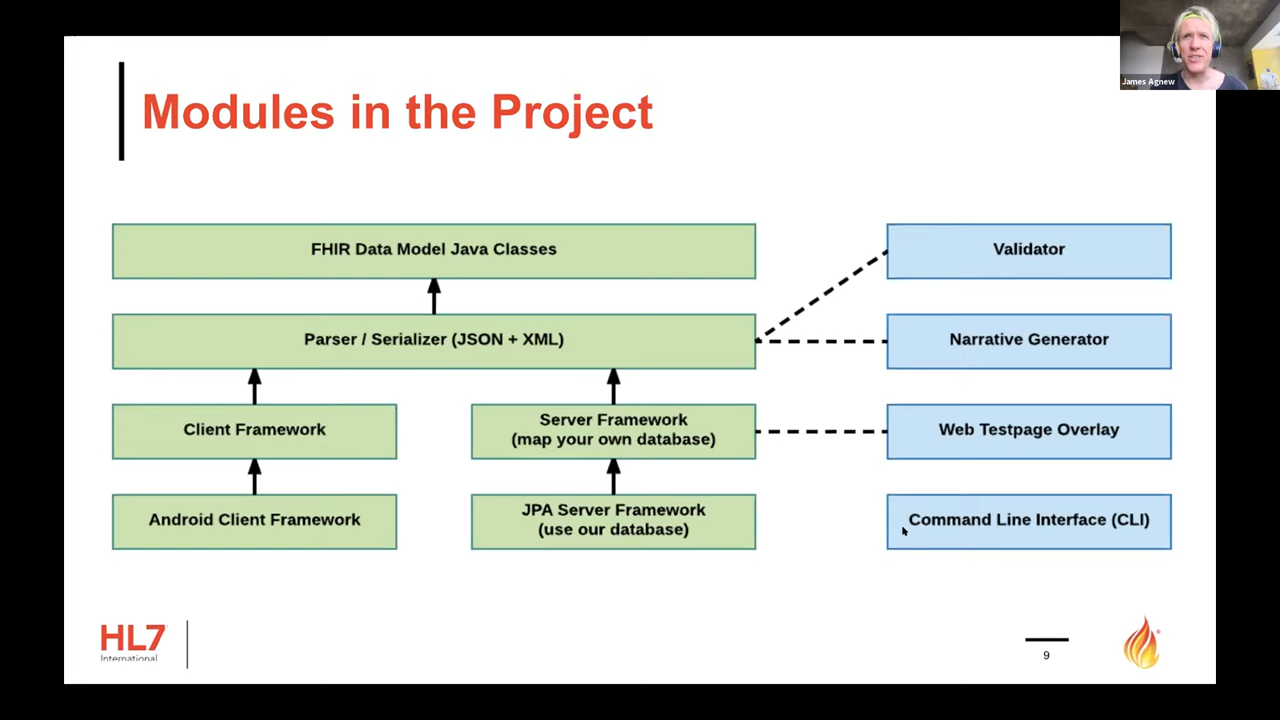 James Agnew
Modules in the Project
FHIR Data Model Java Classes
Validator
Parser / Serializer (JSON + XML)
Narrative Generator
Client Framework
Server Framework
(map your own database)
Web Testpage Overlay
Android Client Framework
JPA Server Framework
(use our database)
Command Line Interface (CLI)
HL7
International
9